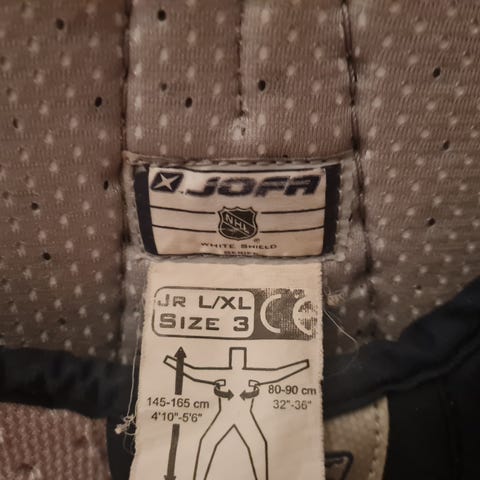 JOFA
NHL
®
WHITE SHIELD
SERIES
JR L/XL
SIZE 3
CE
145-165 cm
4'10"-5'6"
80-90 cm
32"-36"